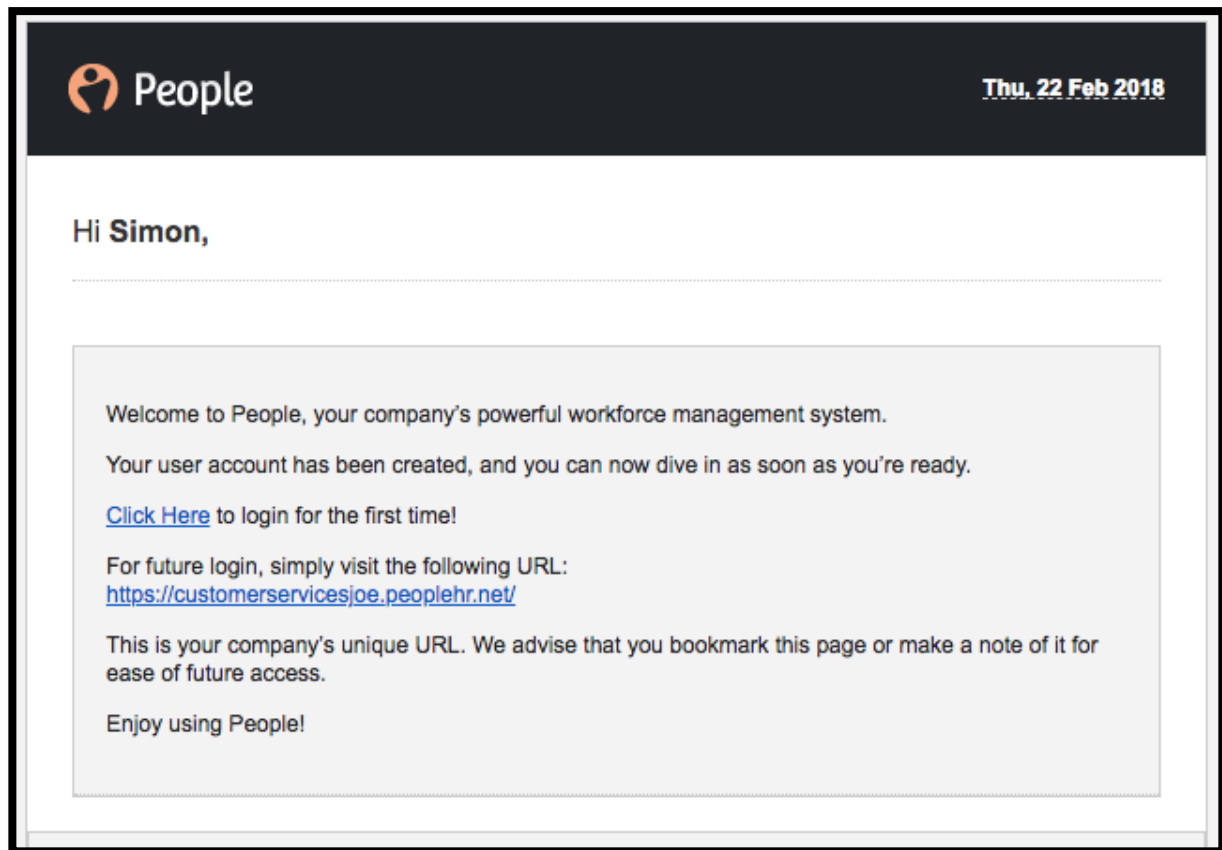 People
Thu, 22 Feb 2018
Hi Simon,
Welcome to People, your company’s powerful workforce management system.
Your user account has been created, and you can now dive in as soon as you’re ready.
Click Here to login for the first time!
For future login, simply visit the following URL:
https://customerservicesjoe.peoplehr.net/
This is your company’s unique URL. We advise that you bookmark this page or make a note of it for
ease of future access.
Enjoy using People!